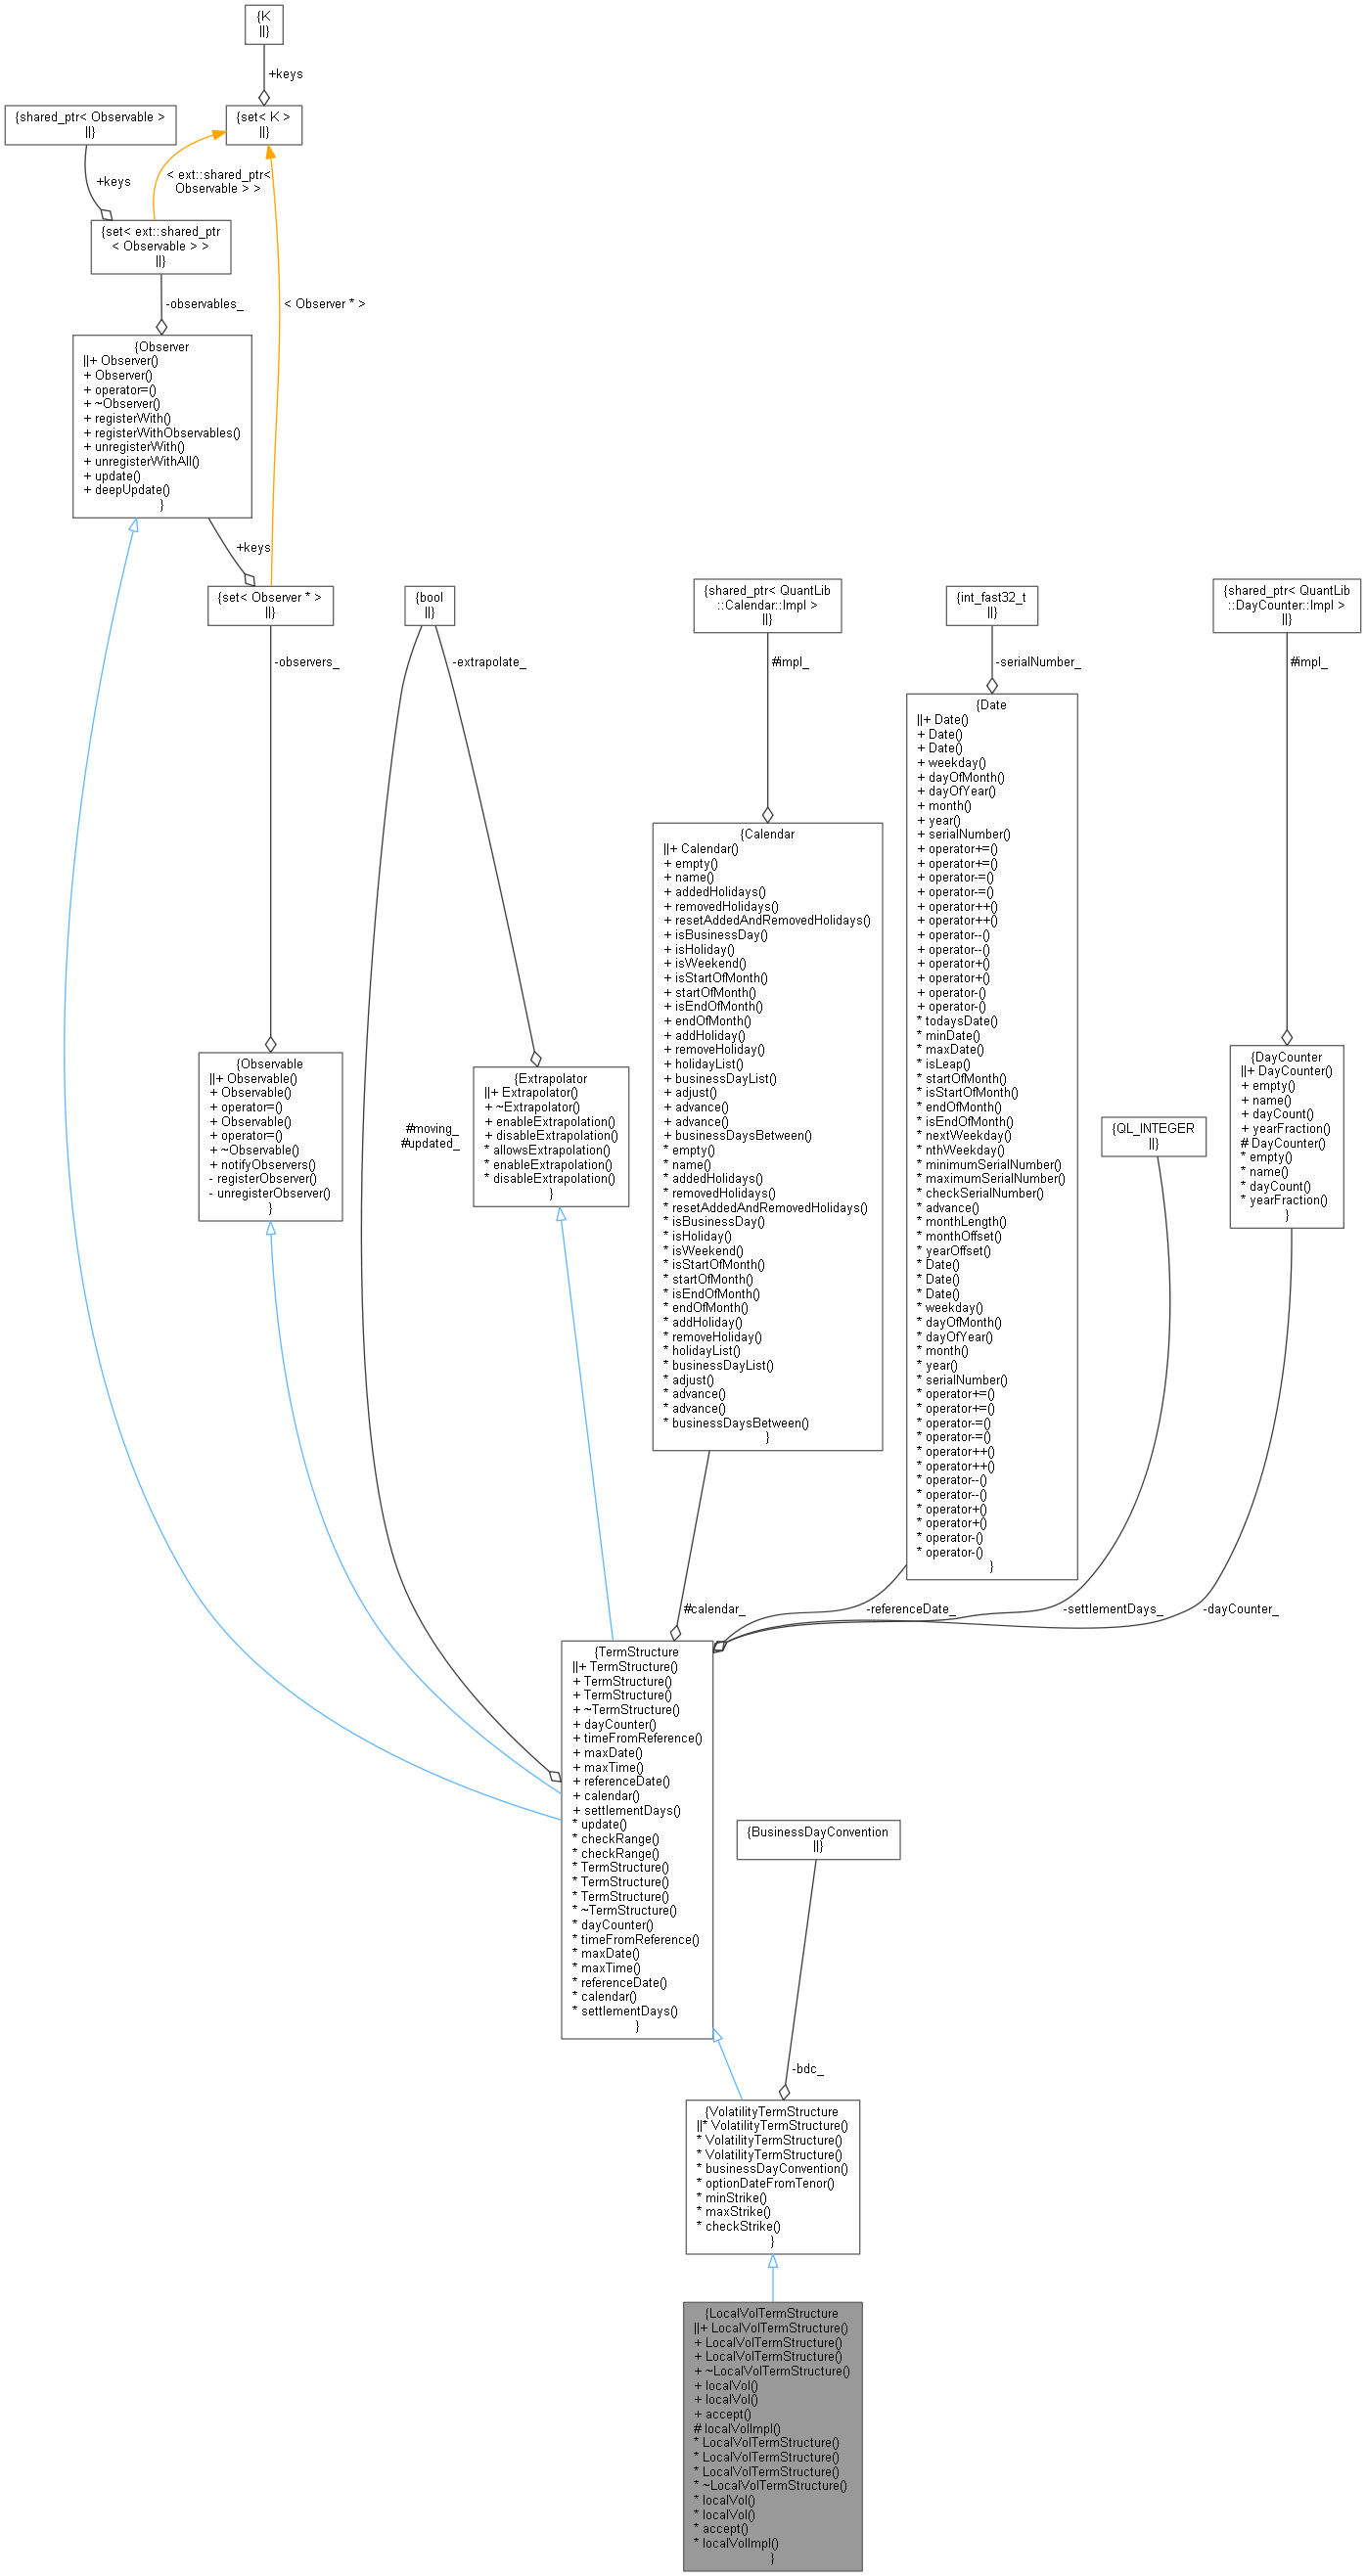 {K
||}
+keys
{shared_ptr< Observable >
||}
{set< K >
||}
+keys
< ext::shared_ptr<
Observable > >
{set< ext::shared_ptr
< Observable > >
||}
-observables_
< Observer * >
{Observer
||+ Observer()
+ Observer()
+ operator=()
+ ~Observer()
+ registerWith()
+ registerWithObservables()
+ unregisterWith()
+ unregisterWithAll()
+ update()
+ deepUpdate()
}
+keys
{set< Observer * >
||}
{bool
||}
{shared_ptr< QuantLib
::Calendar::Impl >
||}
{int_fast32_t
||}
{shared_ptr< QuantLib
::DayCounter::Impl >
||}
-observers_
-extrapolate_
#impl_
-serialNumber_
#impl_
{Date
||+ Date()
+ Date()
+ Date()
+ weekday()
+ dayOfMonth()
+ dayOfYear()
+ month()
+ year()
+ serialNumber()
+ operator+=()
+ operator+=()
+ operator-=()
+ operator-=()
+ operator++()
+ operator++()
+ operator--()
+ operator--()
+ operator+()
+ operator+()
+ operator-()
+ operator-()
* todaysDate()
* minDate()
* maxDate()
* isLeap()
* startOfMonth()
* isStartOfMonth()
* endOfMonth()
* isEndOfMonth()
* nextWeekday()
* nthWeekday()
* minimumSerialNumber()
* maximumSerialNumber()
* checkSerialNumber()
* advance()
* monthLength()
* monthOffset()
* yearOffset()
* Date()
* Date()
* Date()
* weekday()
* dayOfMonth()
* dayOfYear()
* month()
* year()
* serialNumber()
* operator+=()
* operator+=()
* operator-=()
* operator-=()
* operator++()
* operator++()
* operator--()
* operator--()
* operator+()
* operator+()
* operator-()
* operator-()
}
{Calendar
||+ Calendar()
+ empty()
+ name()
+ addedHolidays()
+ removedHolidays()
+ resetAddedAndRemovedHolidays()
+ isBusinessDay()
+ isHoliday()
+ isWeekend()
+ isStartOfMonth()
+ startOfMonth()
+ isEndOfMonth()
+ endOfMonth()
+ addHoliday()
+ removeHoliday()
+ holidayList()
+ businessDayList()
+ adjust()
+ advance()
+ advance()
+ businessDaysBetween()
* empty()
* name()
* addedHolidays()
* removedHolidays()
* resetAddedAndRemovedHolidays()
* isBusinessDay()
* isHoliday()
* isWeekend()
* isStartOfMonth()
* startOfMonth()
* isEndOfMonth()
* endOfMonth()
* addHoliday()
* removeHoliday()
* holidayList()
* businessDayList()
* adjust()
* advance()
* advance()
* businessDaysBetween()
}
{Observable
||+ Observable()
+ Observable()
+ operator=()
+ Observable()
+ operator=()
+ ~Observable()
+ notifyObservers()
- registerObserver()
- unregisterObserver()
}
#moving_
#updated_
{Extrapolator
||+ Extrapolator()
+ ~Extrapolator()
+ enableExtrapolation()
+ disableExtrapolation()
* allowsExtrapolation()
* enableExtrapolation()
* disableExtrapolation()
}
{QL_INTEGER
||}
{DayCounter
||+ DayCounter()
+ empty()
+ name()
+ dayCount()
+ yearFraction()
# DayCounter()
* empty()
* name()
* dayCount()
* yearFraction()
}
#calendar_
-referenceDate_
-settlementDays_
-dayCounter_
{TermStructure
||+ TermStructure()
+ TermStructure()
+ TermStructure()
+ ~TermStructure()
+ dayCounter()
+ timeFromReference()
+ maxDate()
+ maxTime()
+ referenceDate()
+ calendar()
+ settlementDays()
* update()
* checkRange()
* checkRange()
* TermStructure()
* TermStructure()
* TermStructure()
* ~TermStructure()
* dayCounter()
* timeFromReference()
* maxDate()
* maxTime()
* referenceDate()
* calendar()
* settlementDays()
}
{BusinessDayConvention
||}
-bdc_
{VolatilityTermStructure
||* VolatilityTermStructure()
* VolatilityTermStructure()
* VolatilityTermStructure()
* businessDayConvention()
* optionDateFromTenor()
* minStrike()
* maxStrike()
* checkStrike()
}
{LocalVolTermStructure
||+ LocalVolTermStructure()
+ LocalVolTermStructure()
+ LocalVolTermStructure()
+ ~LocalVolTermStructure()
+ localVol()
+ localVol()
+ accept()
# localVolImpl()
* LocalVolTermStructure()
* LocalVolTermStructure()
* LocalVolTermStructure()
* ~LocalVolTermStructure()
* localVol()
* localVol()
* accept()
* localVolImpl()
}